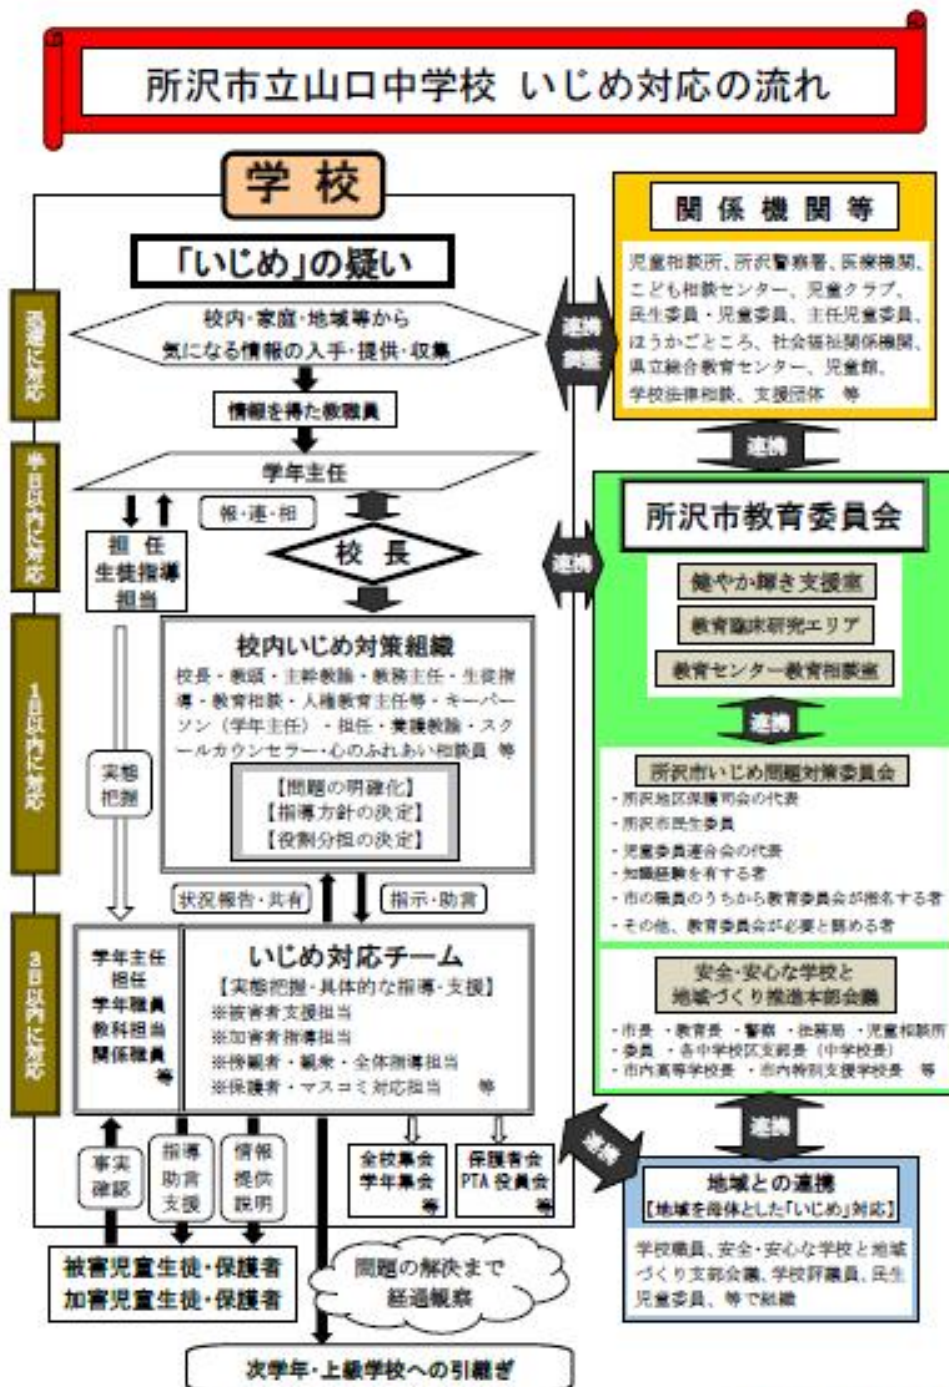 所沢市立山口中学校 いじめ対応の流れ
学校
「いじめ」の疑い
迅速に対応
校内・家庭・地域等から
気になる情報の入手・提供・収集
情報を得た教職員
半日以内に対応
学年主任
報・連・相
担任
生徒指導
担当
校長
1日以内に対応
校内いじめ対策組織
校長・教頭・主幹教諭・教務主任・生徒指
導・教育相談・人権教育主任等・キーパー
ソン（学年主任）・担任・養護教諭・スク
ールカウンセラー・心のふれあい相談員 等
【問題の明確化】
【指導方針の決定】
【役割分担の決定】
実態
把握
状況報告・共有
指示・助言
3日以内に対応
学年主任
担任
学年職員
教科担当
関係職員
等
いじめ対応チーム
【実態把握・具体的な指導・支援】
※被害者支援担当
※加害者指導担当
※傍観者・観衆・全体指導担当
※保護者・マスコミ対応担当 等
事実
確認
指導
助言
支援
情報
提供
説明
全校集会
学年集会
等
保護者会
PTA 役員会
等
被害児童生徒・保護者
加害児童生徒・保護者
問題の解決まで
経過観察
次学年・上級学校への引継ぎ
連携
調整
関係機関等
児童相談所、所沢警察署、医療機関、
こども相談センター、児童クラブ、
民生委員・児童委員、主任児童委員、
ほうかごところ、社会福祉関係機関、
県立総合教育センター、児童館、
学校法律相談、支援団体 等
連携
連携
所沢市教育委員会
健やか輝き支援室
教育臨床研究エリア
教育センター教育相談室
連携
所沢市いじめ問題対策委員会
・所沢地区保護司会の代表
・所沢市民生委員
・児童委員連合会の代表
・知識経験を有する者
・市の職員のうちから教育委員会が指名する者
・その他、教育委員会が必要と認める者
安全・安心な学校と
地域づくり推進本部会議
・市長 ・教育長 ・警察 ・法務局 ・児童相談所
・委員 ・各中学校区支部長（中学校長）
・市内高等学校長 ・市内特別支援学校長 等
連携
連携
地域との連携
【地域を母体とした「いじめ」対応】
学校職員、安全・安心な学校と地域
づくり支部会議、学校評議員、民生
児童委員、等で組織